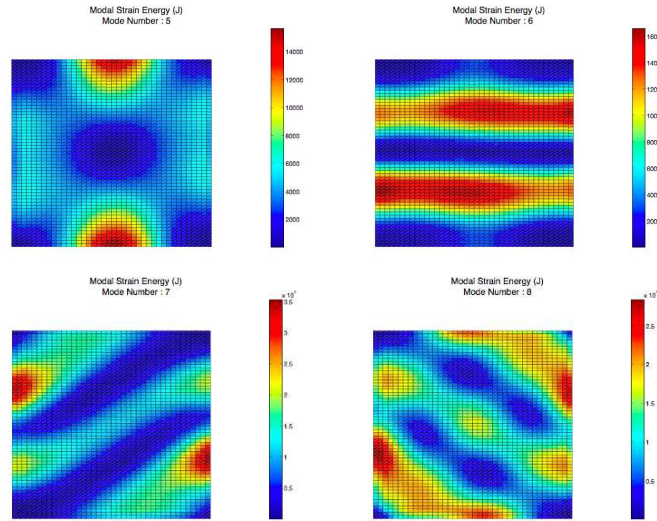 Modal Strain Energy (J)
Mode Number : 5
14000
12000
10000
8000
6000
4000
2000
Modal Strain Energy (J)
Mode Number : 6
Modal Strain Energy (J)
Mode Number : 7
3.5
3
2.5
2
1.5
1
0.5
Modal Strain Energy (J)
Mode Number : 8
2.5
2
1.5
1
0.5